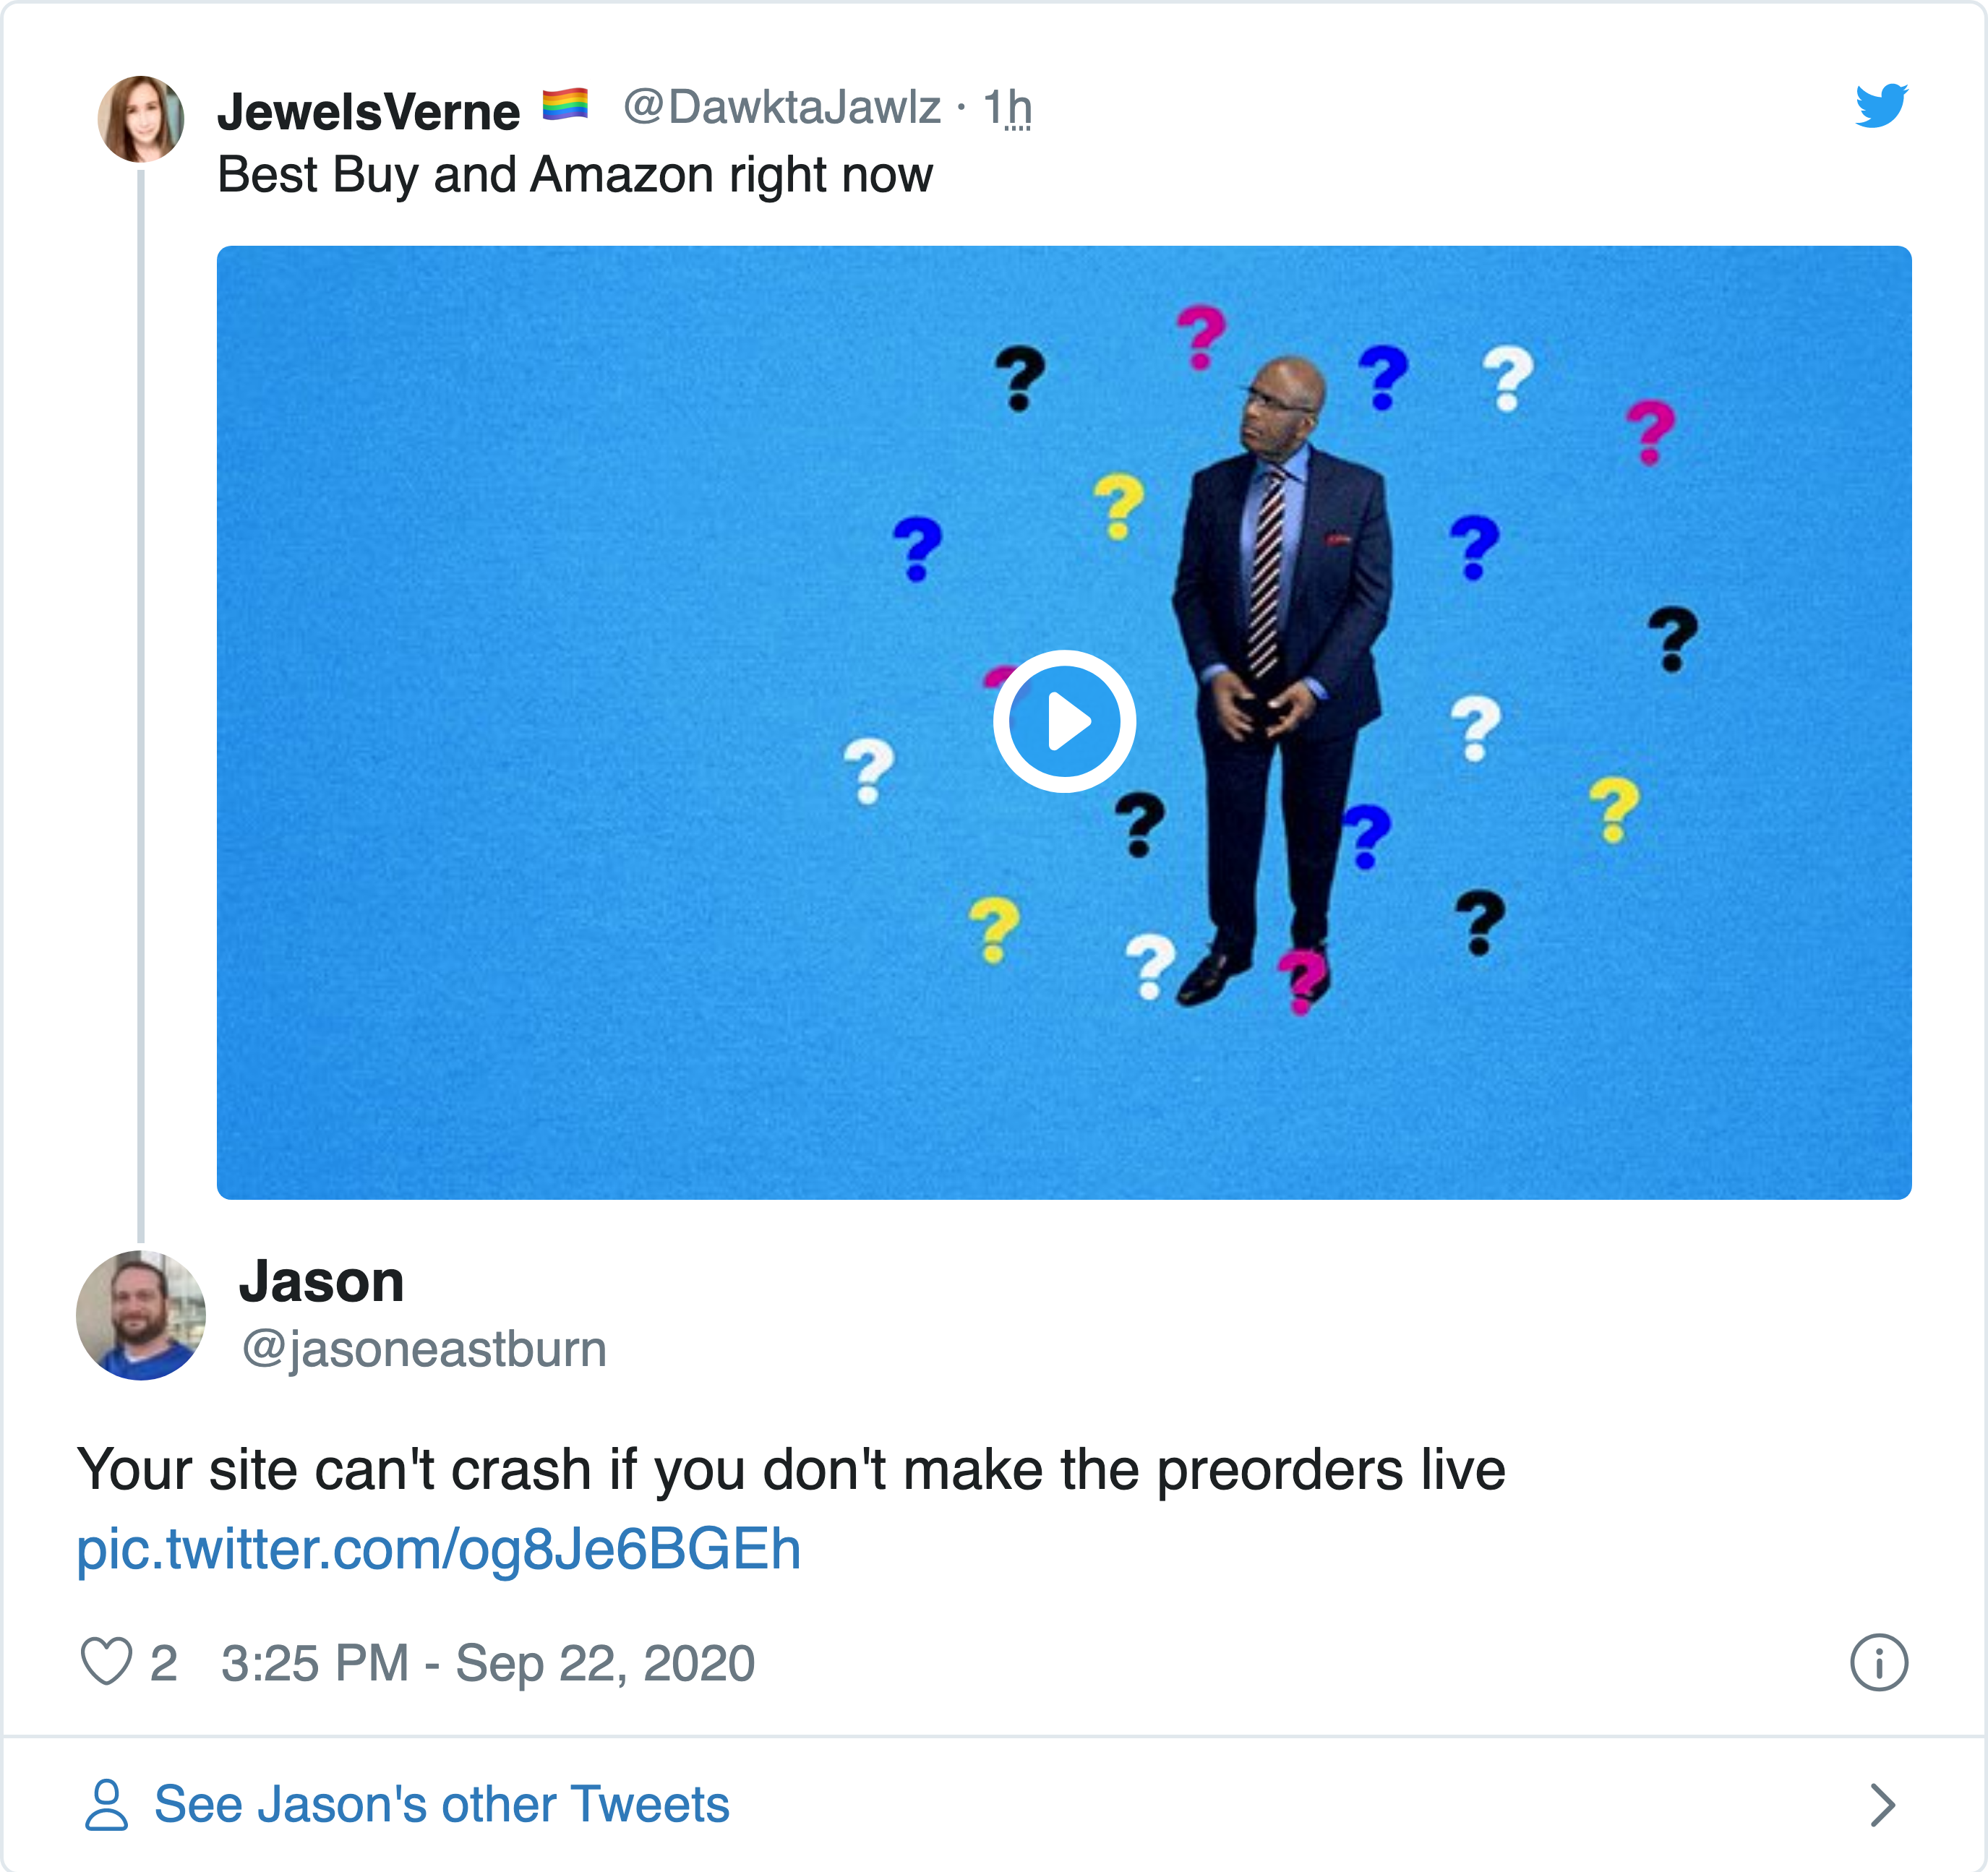 JewelsVerne 🏳️‍🌈 @DawktaJawlz · 1h
Best Buy and Amazon right now
? ? ? ? ? ? ? ? ? ? ? ? ? ? ? ? ? ? ?
Jason
@jasoneastburn
Your site can't crash if you don't make the preorders live
pic.twitter.com/og8Je6BGEh
2 3:25 PM - Sep 22, 2020
See Jason's other Tweets